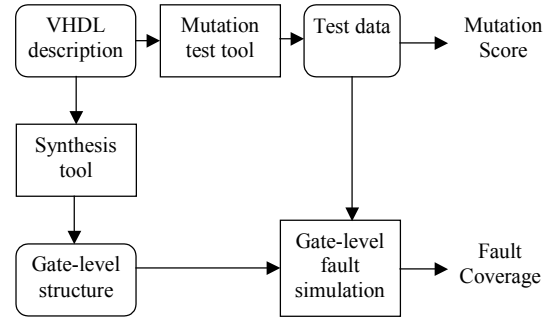 VHDL
description
Mutation
test tool
Test data
Mutation
Score
Synthesis
tool
Gate-level
structure
Gate-level
fault
simulation
Fault
Coverage